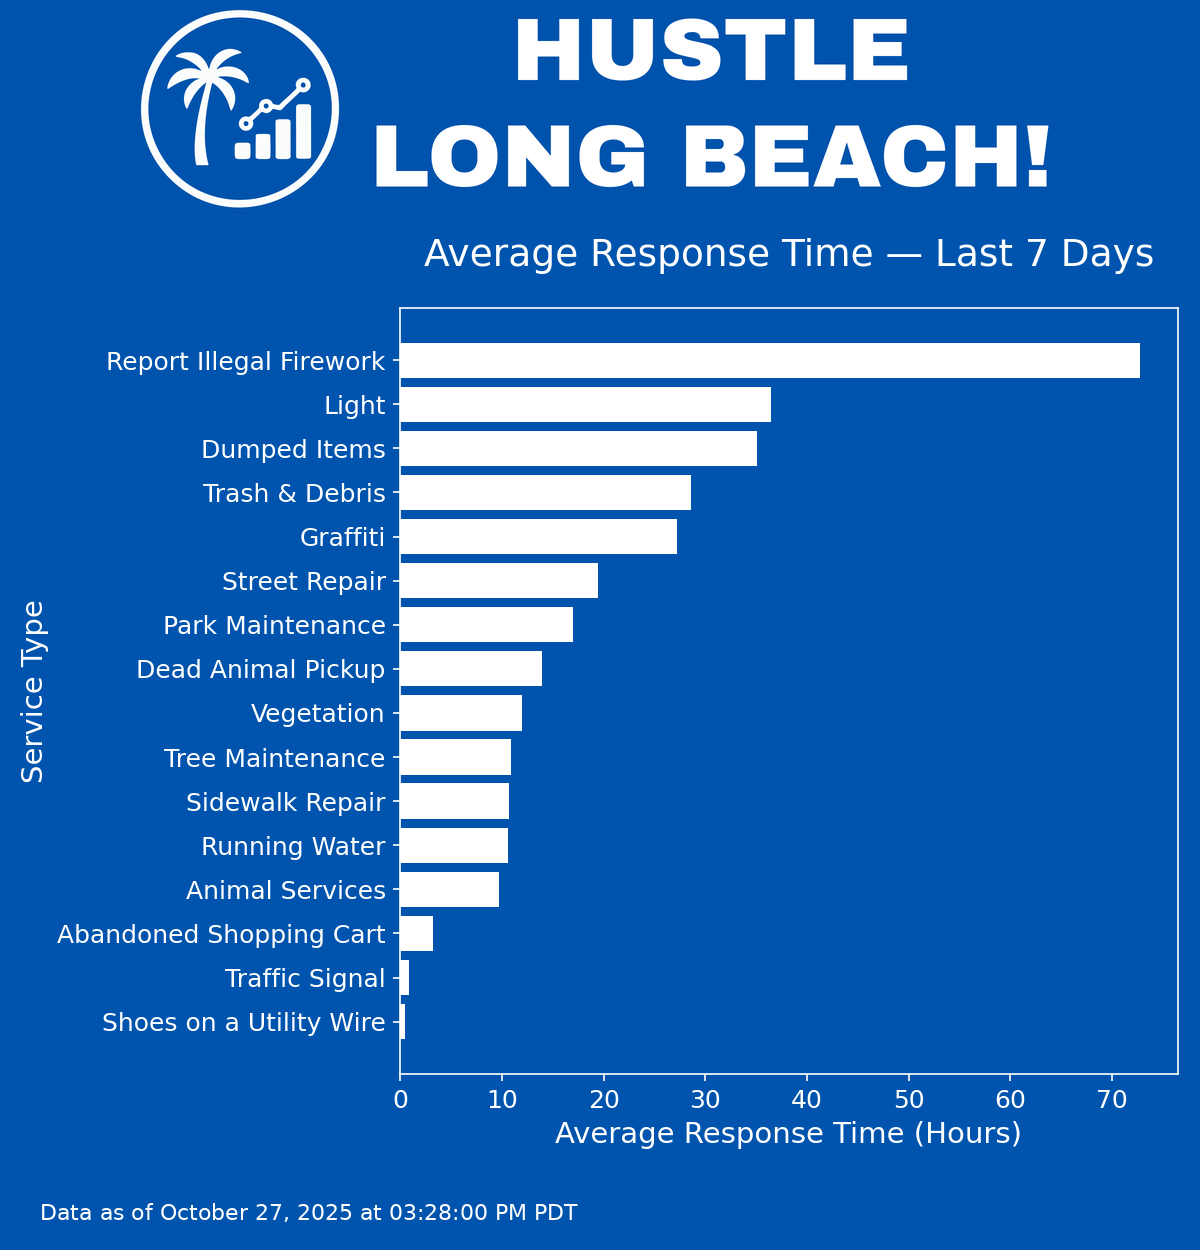 HUSTLE
LONG BEACH!
Average Response Time — Last 7 Days
Service Type
Report Illegal Firework
Light
Dumped Items
Trash & Debris
Graffiti
Street Repair
Park Maintenance
Dead Animal Pickup
Vegetation
Tree Maintenance
Sidewalk Repair
Running Water
Animal Services
Abandoned Shopping Cart
Traffic Signal
Shoes on a Utility Wire
0 10 20 30 40 50 60 70
Average Response Time (Hours)
Data as of October 27, 2025 at 03:28:00 PM PDT